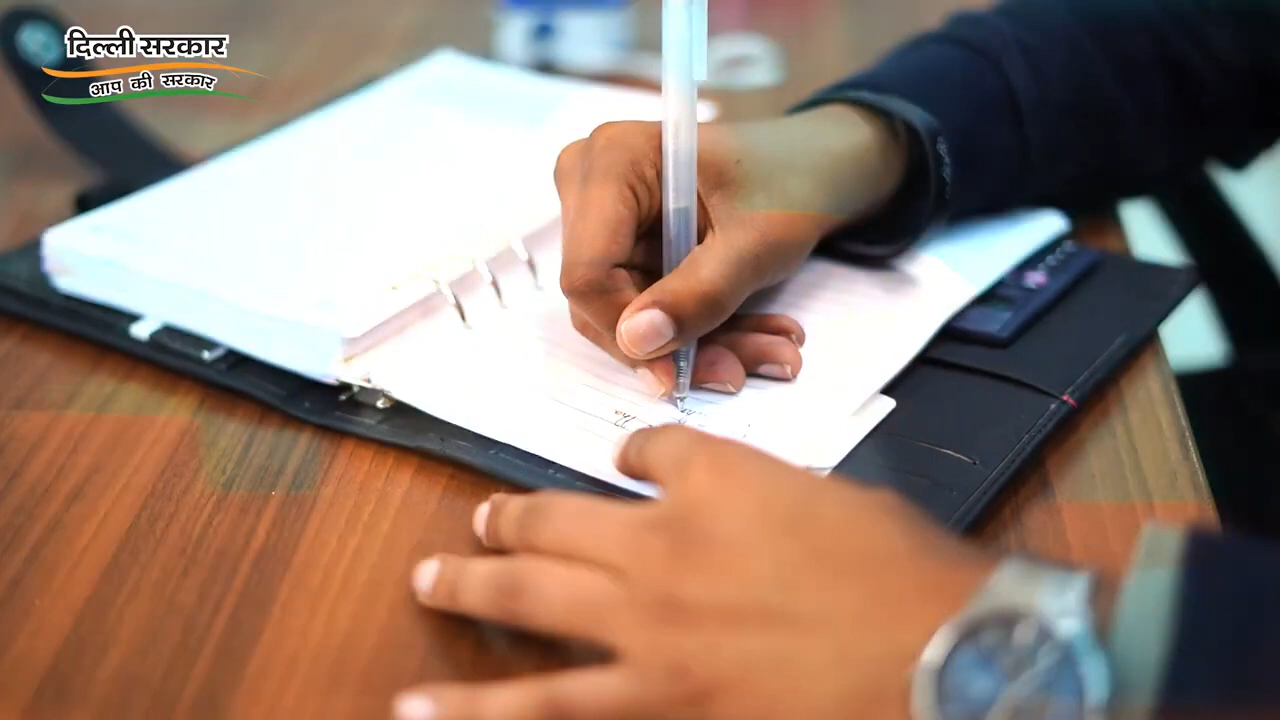 दिल्ली सरकार
आप की सरकार